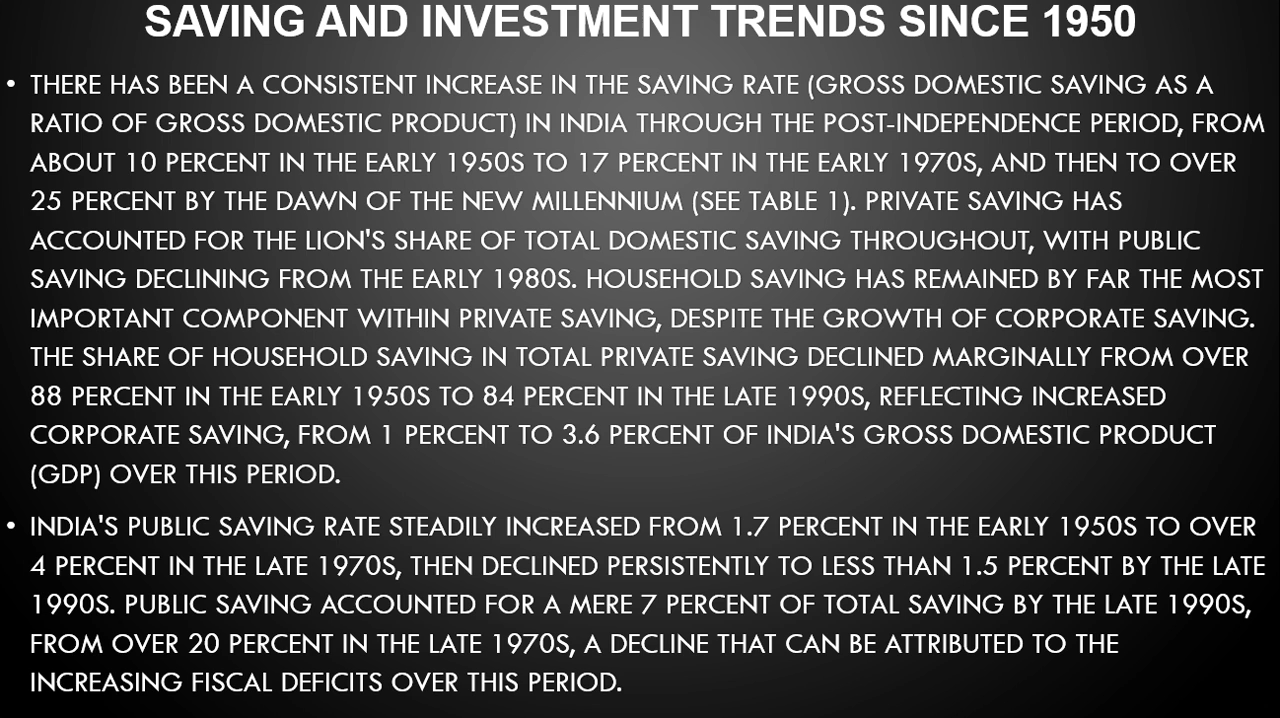 SAVING AND INVESTMENT TRENDS SINCE 1950
• THERE HAS BEEN A CONSISTENT INCREASE IN THE SAVING RATE (GROSS DOMESTIC SAVING AS A
RATIO OF GROSS DOMESTIC PRODUCT) IN INDIA THROUGH THE POST-INDEPENDENCE PERIOD, FROM
ABOUT 10 PERCENT IN THE EARLY 1950S TO 17 PERCENT IN THE EARLY 1970S, AND THEN TO OVER
25 PERCENT BY THE DAWN OF THE NEW MILLENNIUM (SEE TABLE 1). PRIVATE SAVING HAS
ACCOUNTED FOR THE LION'S SHARE OF TOTAL DOMESTIC SAVING THROUGHOUT, WITH PUBLIC
SAVING DECLINING FROM THE EARLY 1980S. HOUSEHOLD SAVING HAS REMAINED BY FAR THE MOST
IMPORTANT COMPONENT WITHIN PRIVATE SAVING, DESPITE THE GROWTH OF CORPORATE SAVING.
THE SHARE OF HOUSEHOLD SAVING IN TOTAL PRIVATE SAVING DECLINED MARGINALLY FROM OVER
88 PERCENT IN THE EARLY 1950S TO 84 PERCENT IN THE LATE 1990S, REFLECTING INCREASED
CORPORATE SAVING, FROM 1 PERCENT TO 3.6 PERCENT OF INDIA'S GROSS DOMESTIC PRODUCT
(GDP) OVER THIS PERIOD.
• INDIA'S PUBLIC SAVING RATE STEADILY INCREASED FROM 1.7 PERCENT IN THE EARLY 1950S TO OVER
4 PERCENT IN THE LATE 1970S, THEN DECLINED PERSISTENTLY TO LESS THAN 1.5 PERCENT BY THE LATE
1990S. PUBLIC SAVING ACCOUNTED FOR A MERE 7 PERCENT OF TOTAL SAVING BY THE LATE 1990S,
FROM OVER 20 PERCENT IN THE LATE 1970S, A DECLINE THAT CAN BE ATTRIBUTED TO THE
INCREASING FISCAL DEFICITS OVER THIS PERIOD.